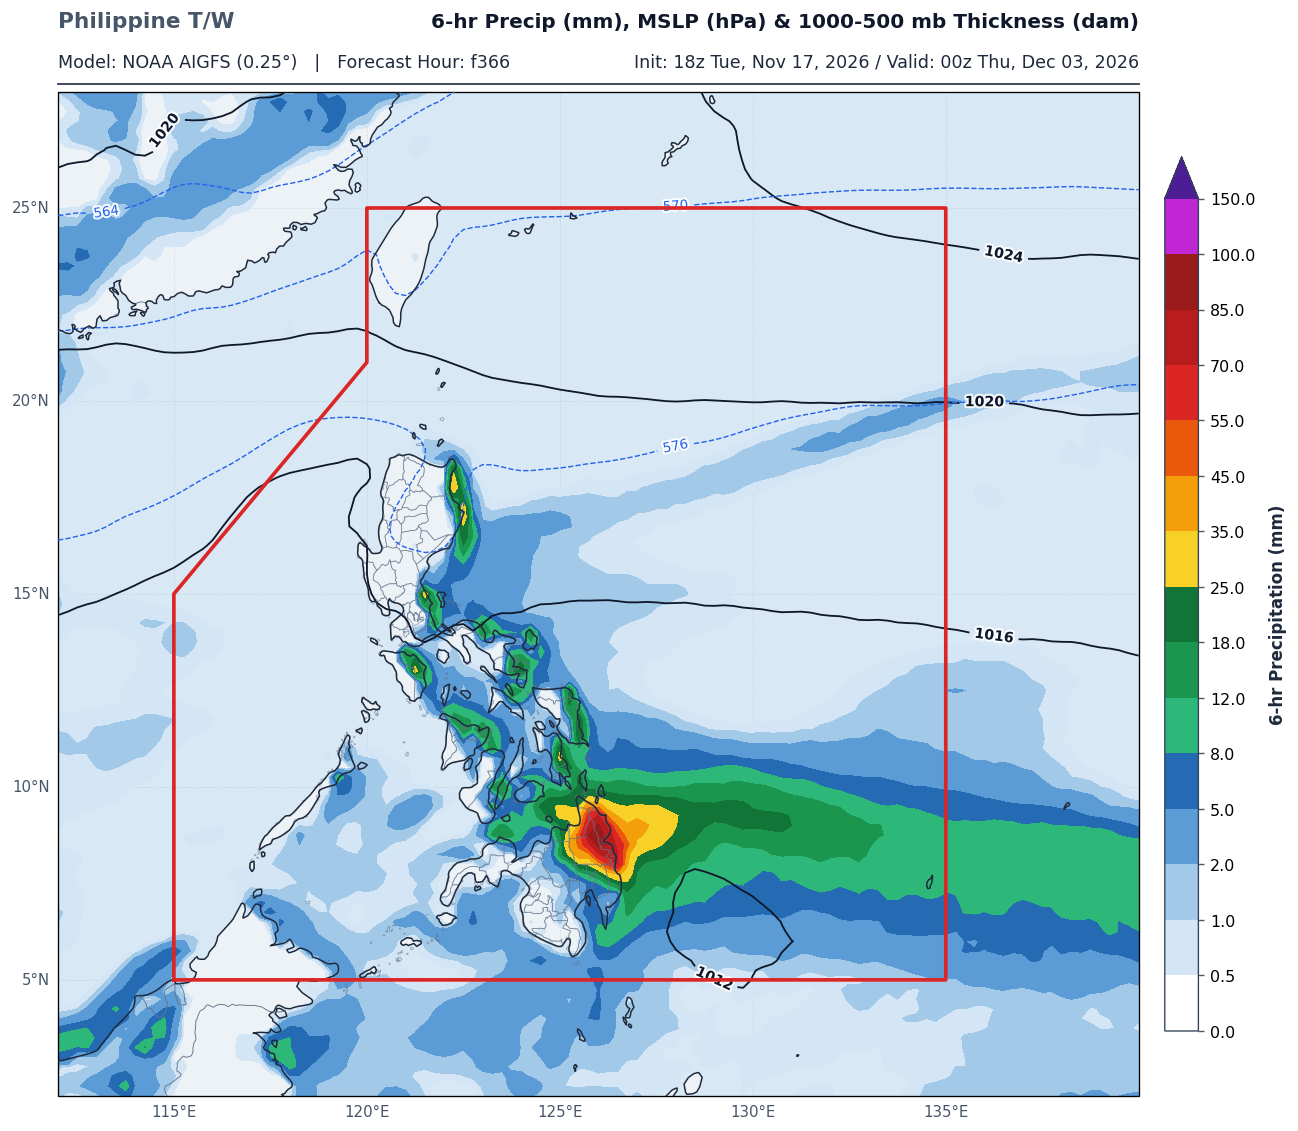 Philippine T/W
6-hr Precip (mm), MSLP (hPa) & 1000-500 mb Thickness (dam)
Model: NOAA AIGFS (0.25°) | Forecast Hour: f366
Init: 18z Tue, Nov 17, 2026 / Valid: 00z Thu, Dec 03, 2026
1020
564
570
1024
1020
576
1016
1012
25°N
20°N
15°N
10°N
5°N
115°E
120°E
125°E
130°E
135°E
150.0
100.0
85.0
70.0
55.0
45.0
35.0
25.0
18.0
12.0
8.0
5.0
2.0
1.0
0.5
0.0
6-hr Precipitation (mm)